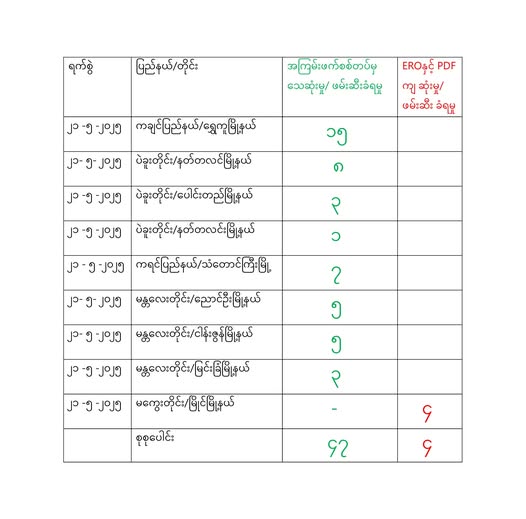 ရက်စွဲ ပြည်နယ်/တိုင်း အကြမ်းဖက်စစ်တပ်မှ EROနှင့် PDF
သေဆုံးမှု/ ဖမ်းဆီးခံရမှု ကျ ဆုံးမှု/
ဖမ်းဆီး ခံရမှု
၂၁ -၅ -၂၀၂၅ ကချင်ပြည်နယ်/ရွှေကူမြို့နယ် ၁၅
၂၁- ၅- ၂၀၂၅ ပဲခူးတိုင်း/နတ်တလင်မြို့နယ် ၈
၂၁ -၅ -၂၀၂၅ ပဲခူးတိုင်း/ပေါင်းတည်မြို့နယ် ၃
၂၁ -၅ -၂၀၂၅ ပဲခူးတိုင်း/နတ်တလင်းမြို့နယ် ၁
၂၁ - ၅ -၂၀၂၅ ကရင်ပြည်နယ်/သံတောင်ကြီးမြို့ ၇
၂၁- ၅- ၂၀၂၅ မန္တလေးတိုင်း/ညောင်ဦးမြို့နယ် ၅
၂၁- ၅ -၂၀၂၅ မန္တလေးတိုင်း/ငါန်းဇွန်မြို့နယ် ၅
၂၁- ၅ -၂၀၂၅ မန္တလေးတိုင်း/မြင်းခြံမြို့နယ် ၃
၂၁ -၅ -၂၀၂၅ မကွေးတိုင်း/မြိုင်မြို့နယ် - ၄
စုစုပေါင်း ၄၇ ၄